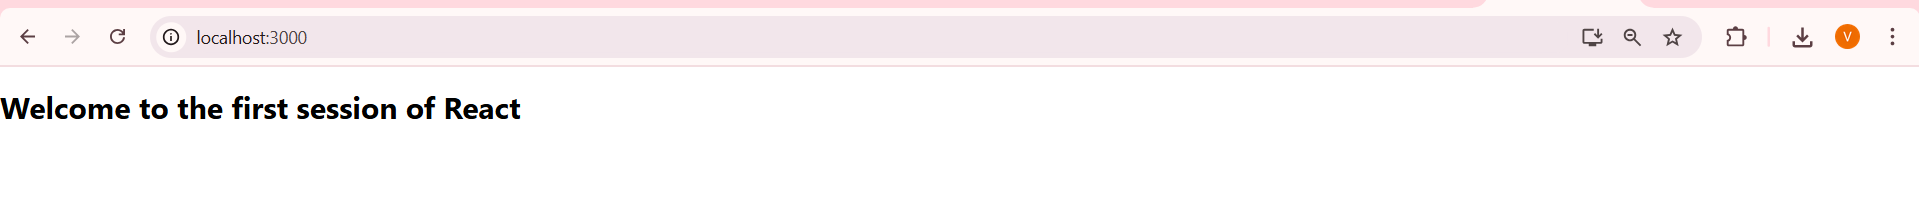 localhost:3000
V
Welcome to the first session of React